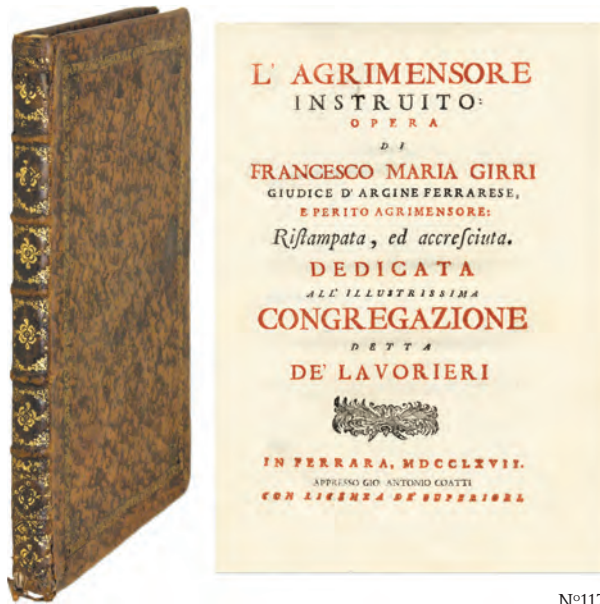 L' AGRIMENSORE
INSTRUITO:
OPERA
DI
FRANCESCO MARIA GIRRI
GIUDICE D' ARGINE FERRARESE,
E PERITO AGRIMENSORE:
Riſtampata, ed accreſciuta.
DEDICATA
ALL' ILLUSTRISSIMA
CONGREGAZIONE
DETTA
DE' LAVORIERI
IN FERRARA, MDCCLXVII.
APPRESSO GIO. ANTONIO COATTI
CON LICENZA DE' SUPERIORI.
Nº117